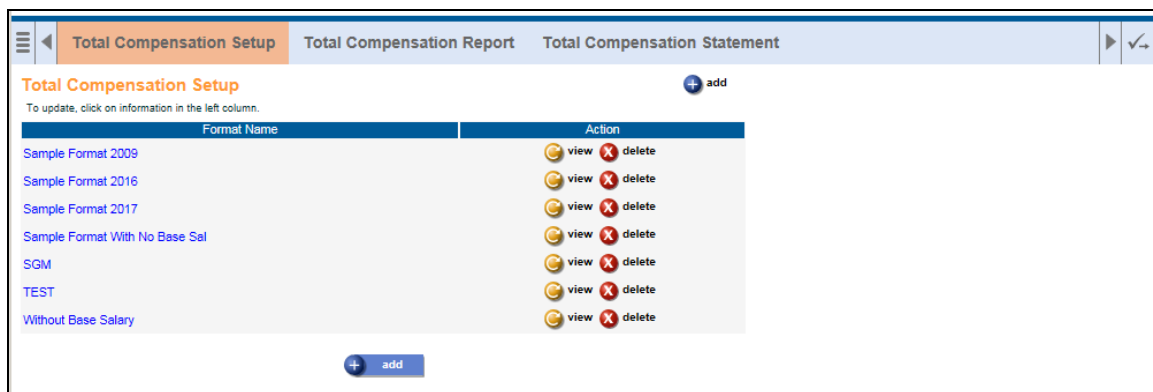 Total Compensation Setup Total Compensation Report Total Compensation Statement
Total Compensation Setup add
To update, click on information in the left column.
Format Name Action
Sample Format 2009 view delete
Sample Format 2016 view delete
Sample Format 2017 view delete
Sample Format With No Base Sal view delete
SGM view delete
TEST view delete
Without Base Salary view delete
add